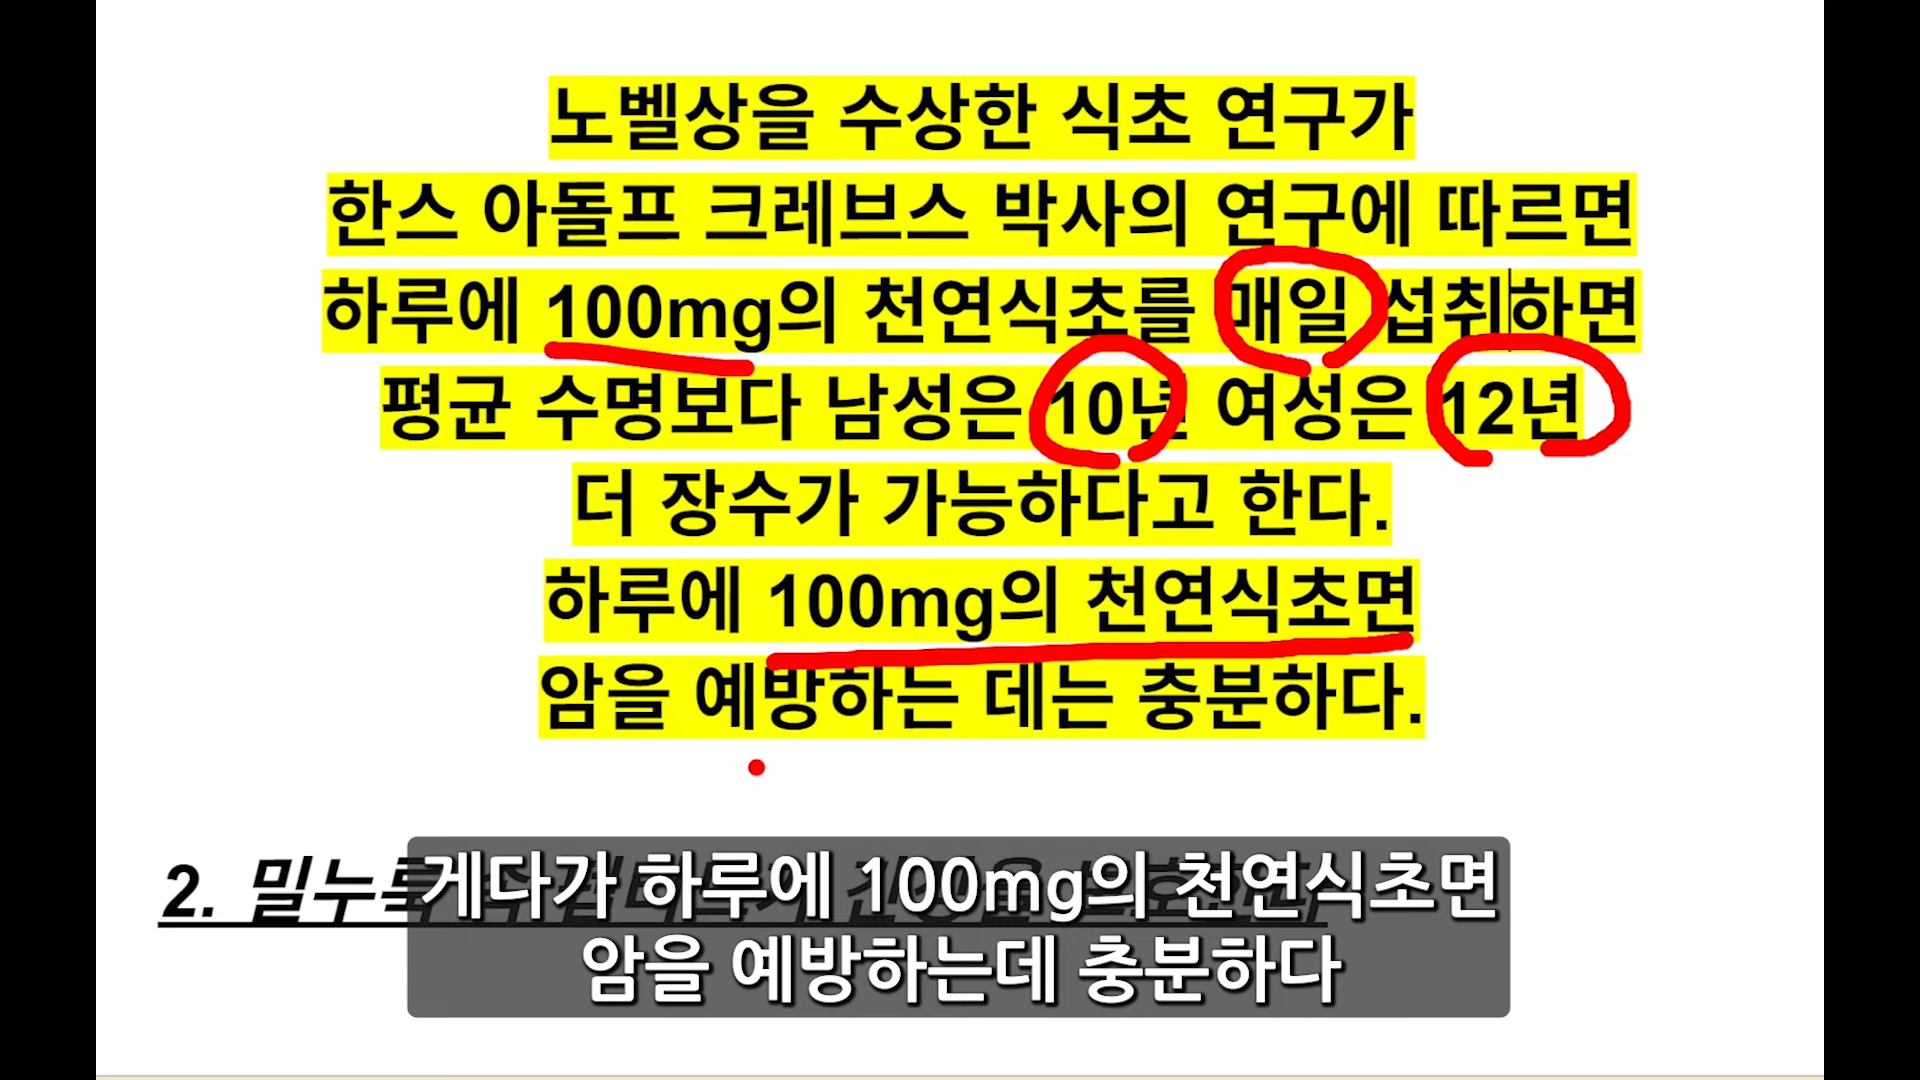 노벨상을 수상한 식초 연구가
한스 아돌프 크레브스 박사의 연구에 따르면
하루에 100mg의 천연식초를 매일 섭취하면
평균 수명보다 남성은 10년 여성은 12년
더 장수가 가능하다고 한다.
하루에 100mg의 천연식초면
암을 예방하는 데는 충분하다.
2. 밀누룩
게다가 하루에 100mg의 천연식초면
암을 예방하는데 충분하다